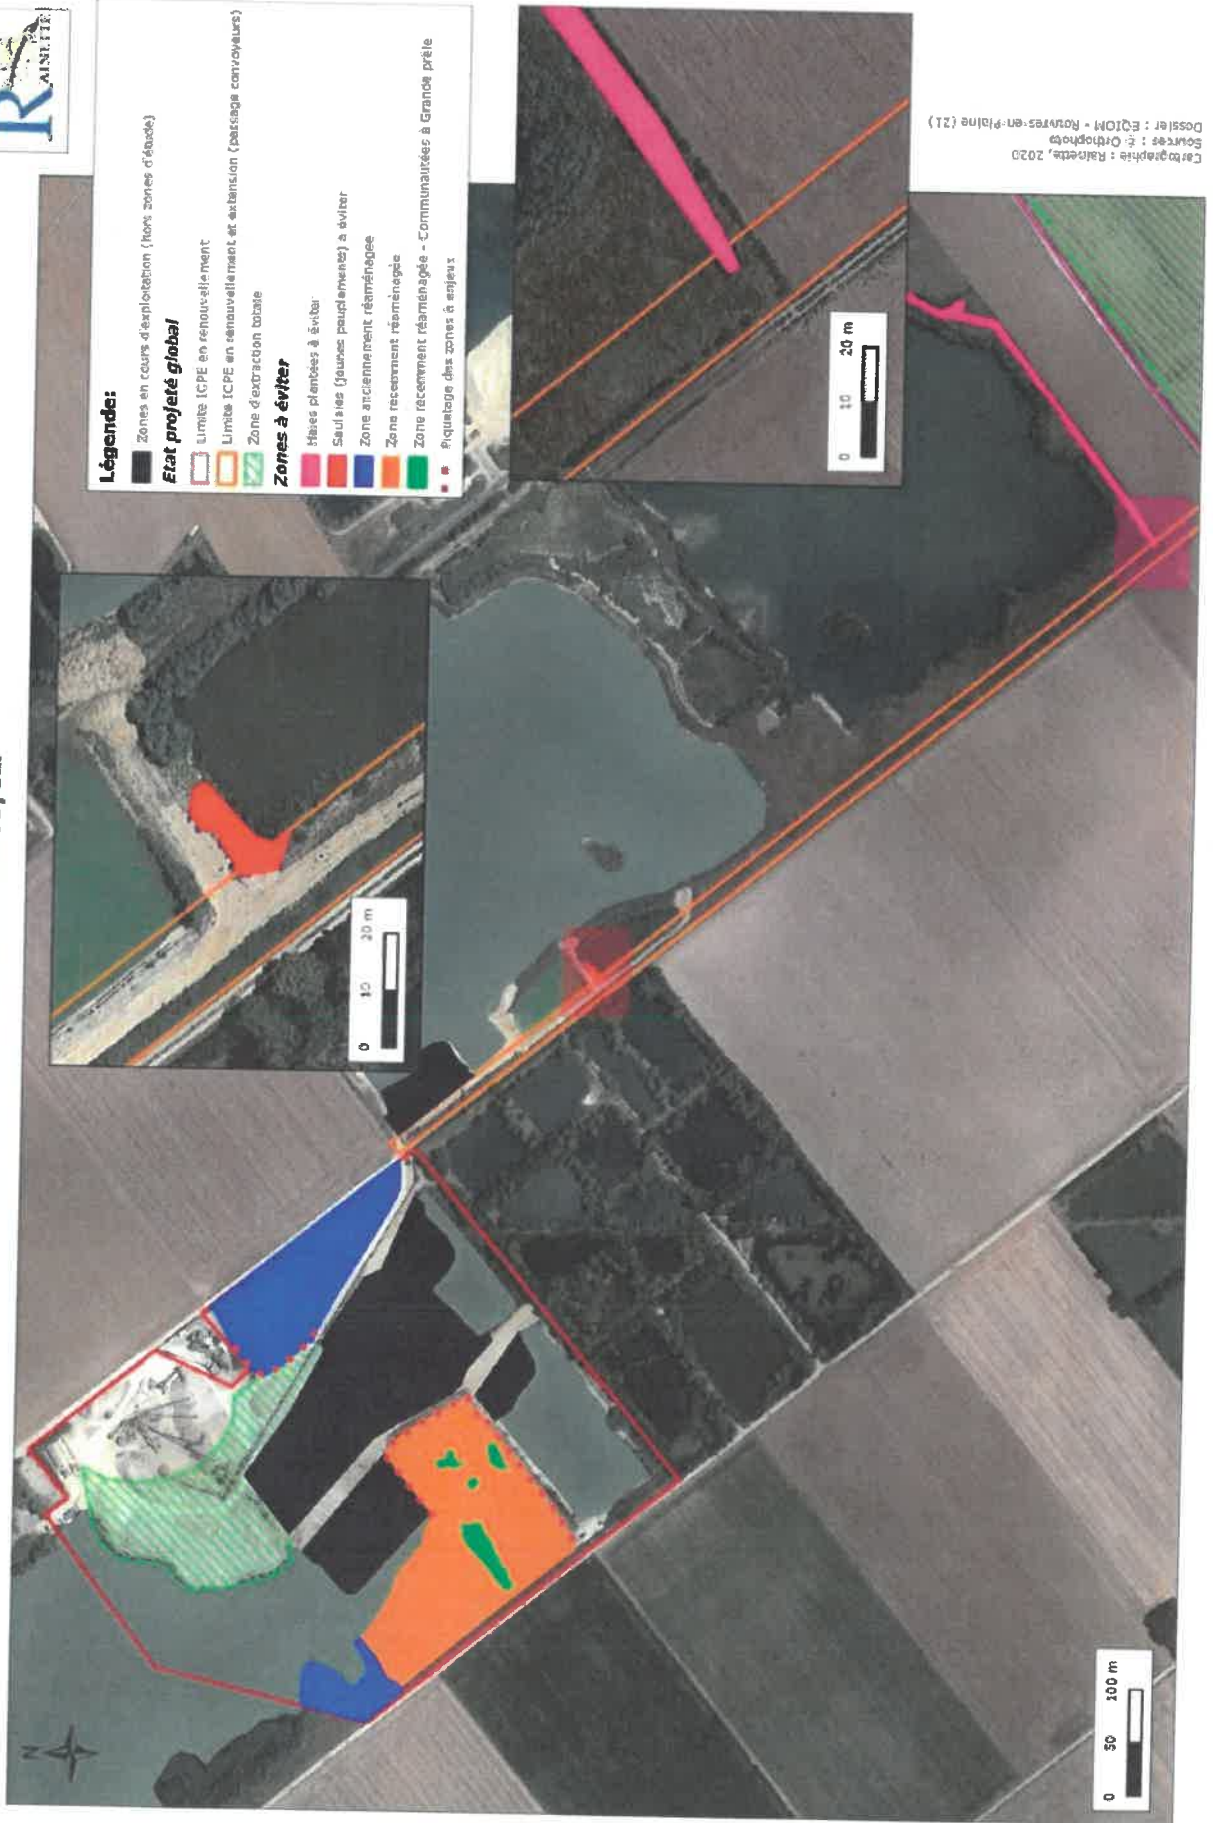 RAINETTE
Légende:
Zones en cours d'exploitation (hors zones d'étude)
Etat projeté global
Limite ICPE en renouvellement
Limite ICPE en renouvellement et extension (passage convoyeurs)
Zone d'extraction totale
Zones à éviter
Haies plantées à éviter
Saulaies (jeunes peuplements) à éviter
Zone anciennement réaménagée
Zone récemment réaménagée
Zone récemment réaménagée - Communautées à Grande prêle
Piquetage des zones à enjeux
0 10 20 m
0 10 20 m
N
0 50 100 m
Cartographie : Rainette, 2020
Sources : © Orthophoto
Dossier : EQIOM - Rouvres-en-Plaine (21)